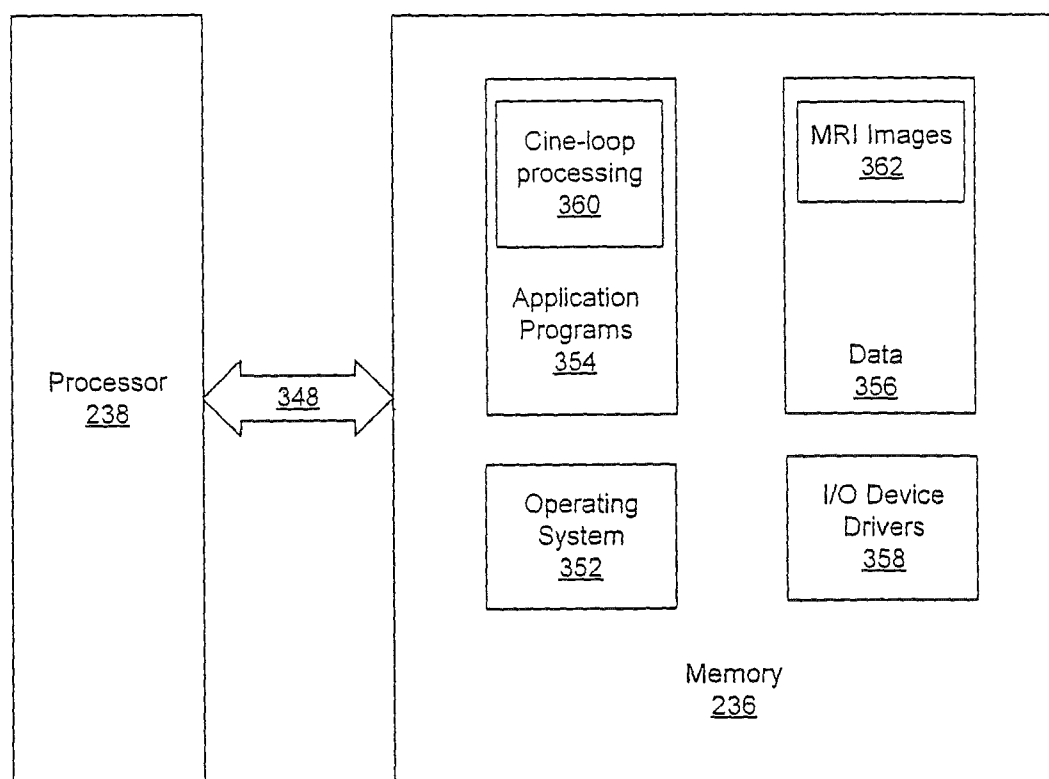 Processor
238
348
Cine-loop
processing
360
Application
Programs
354
MRI Images
362
Data
356
Operating
System
352
I/O Device
Drivers
358
Memory
236